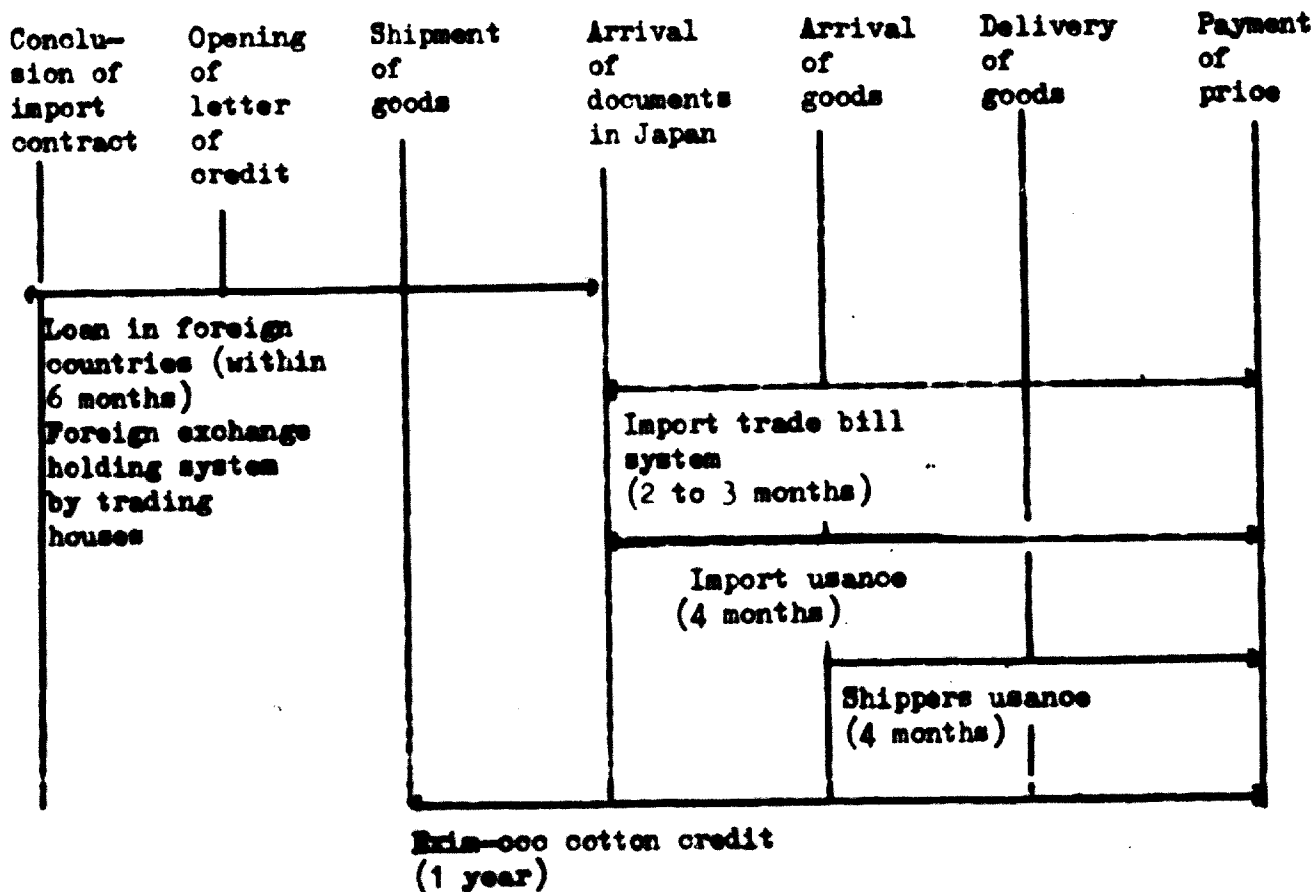 Conclu-
sion of
import
contract
Opening
of
letter
of
credit
Shipment
of
goods
Arrival
of
documents
in Japan
Arrival
of
goods
Delivery
of
goods
Payment
of
price
Loan in foreign
countries (within
6 months)
Foreign exchange
holding system
by trading
houses
Import trade bill
system
(2 to 3 months)
Import usance
(4 months)
Shippers usance
(4 months)
Exim-ccc cotton credit
(1 year)